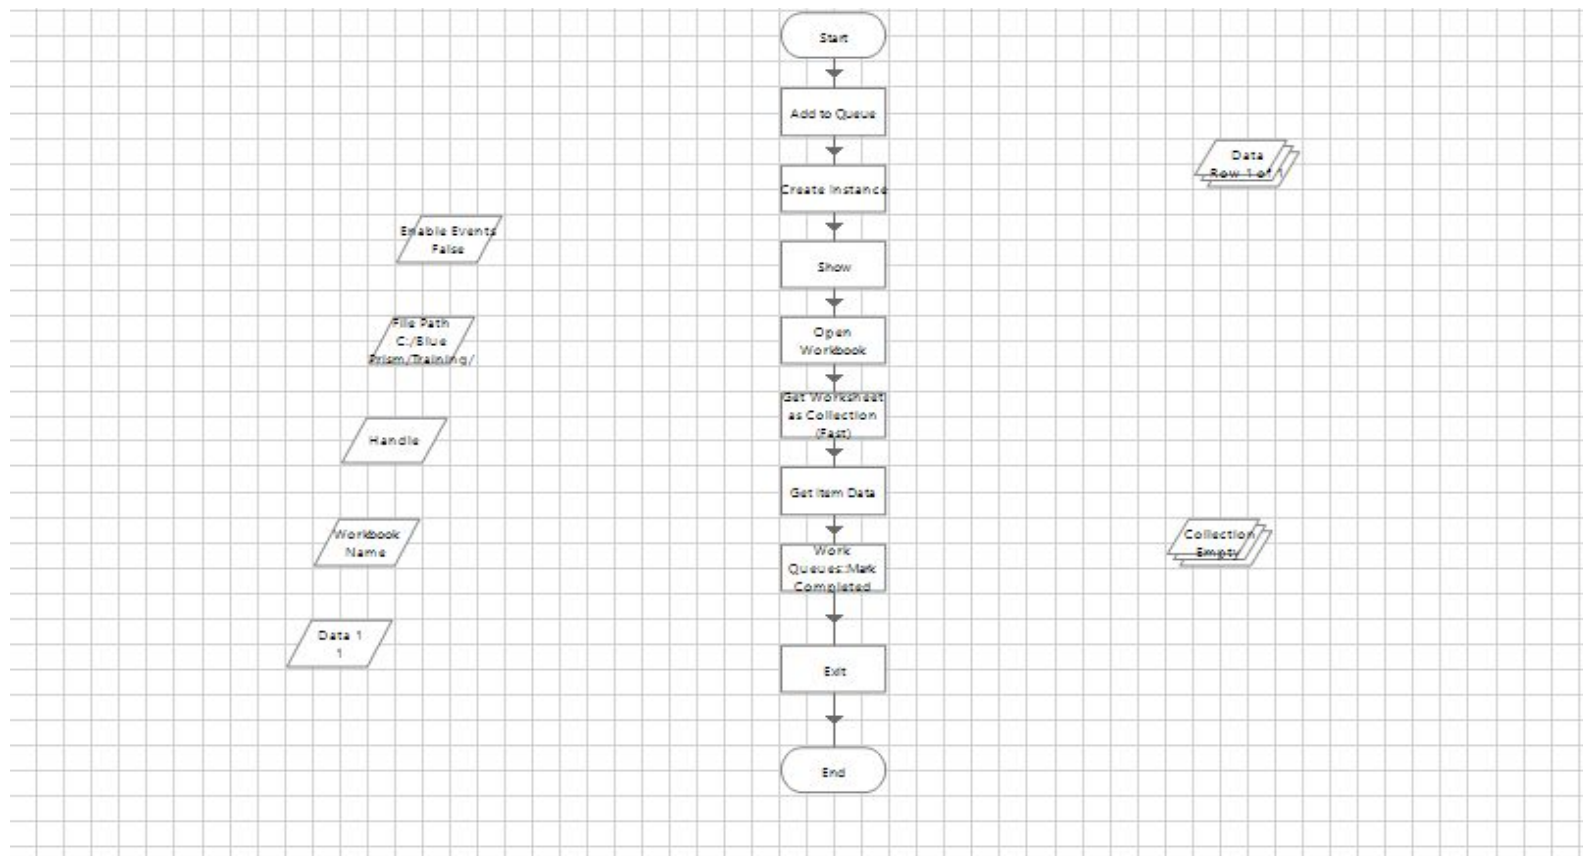 Start
Add to Queue
Data
Row 1 of 1
Create Instance
Enable Events
False
Show
File Path
C:/Blue
Prism/Training/
Open
Workbook
Get Worksheet
as Collection
(Fast)
Handle
Get Item Data
Workbook
Name
Collection
Empty
Work
Queues::Mark
Completed
Data 1
1
Exit
End